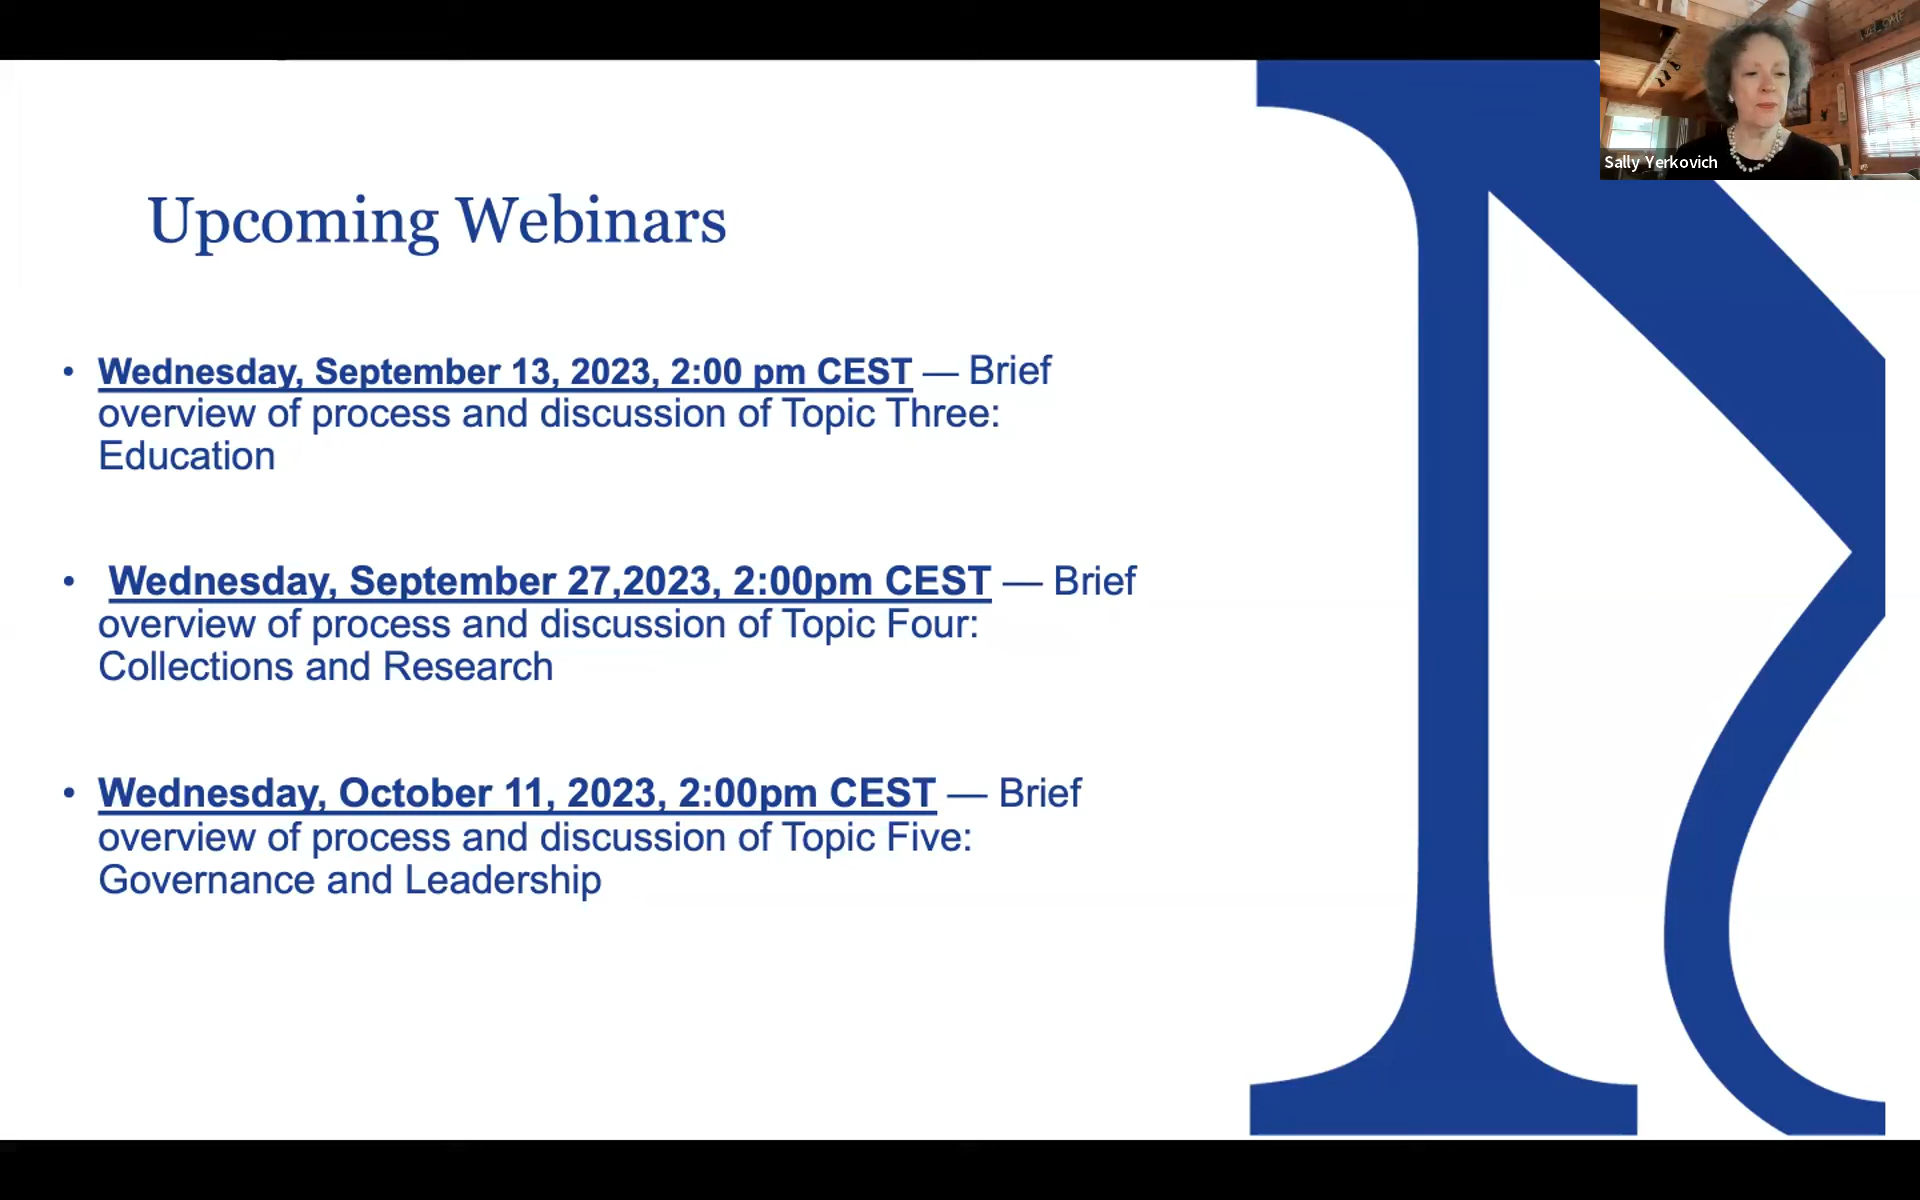 Sally Yerkovich
Upcoming Webinars
• Wednesday, September 13, 2023, 2:00 pm CEST — Brief
overview of process and discussion of Topic Three:
Education
• Wednesday, September 27,2023, 2:00pm CEST — Brief
overview of process and discussion of Topic Four:
Collections and Research
• Wednesday, October 11, 2023, 2:00pm CEST — Brief
overview of process and discussion of Topic Five:
Governance and Leadership